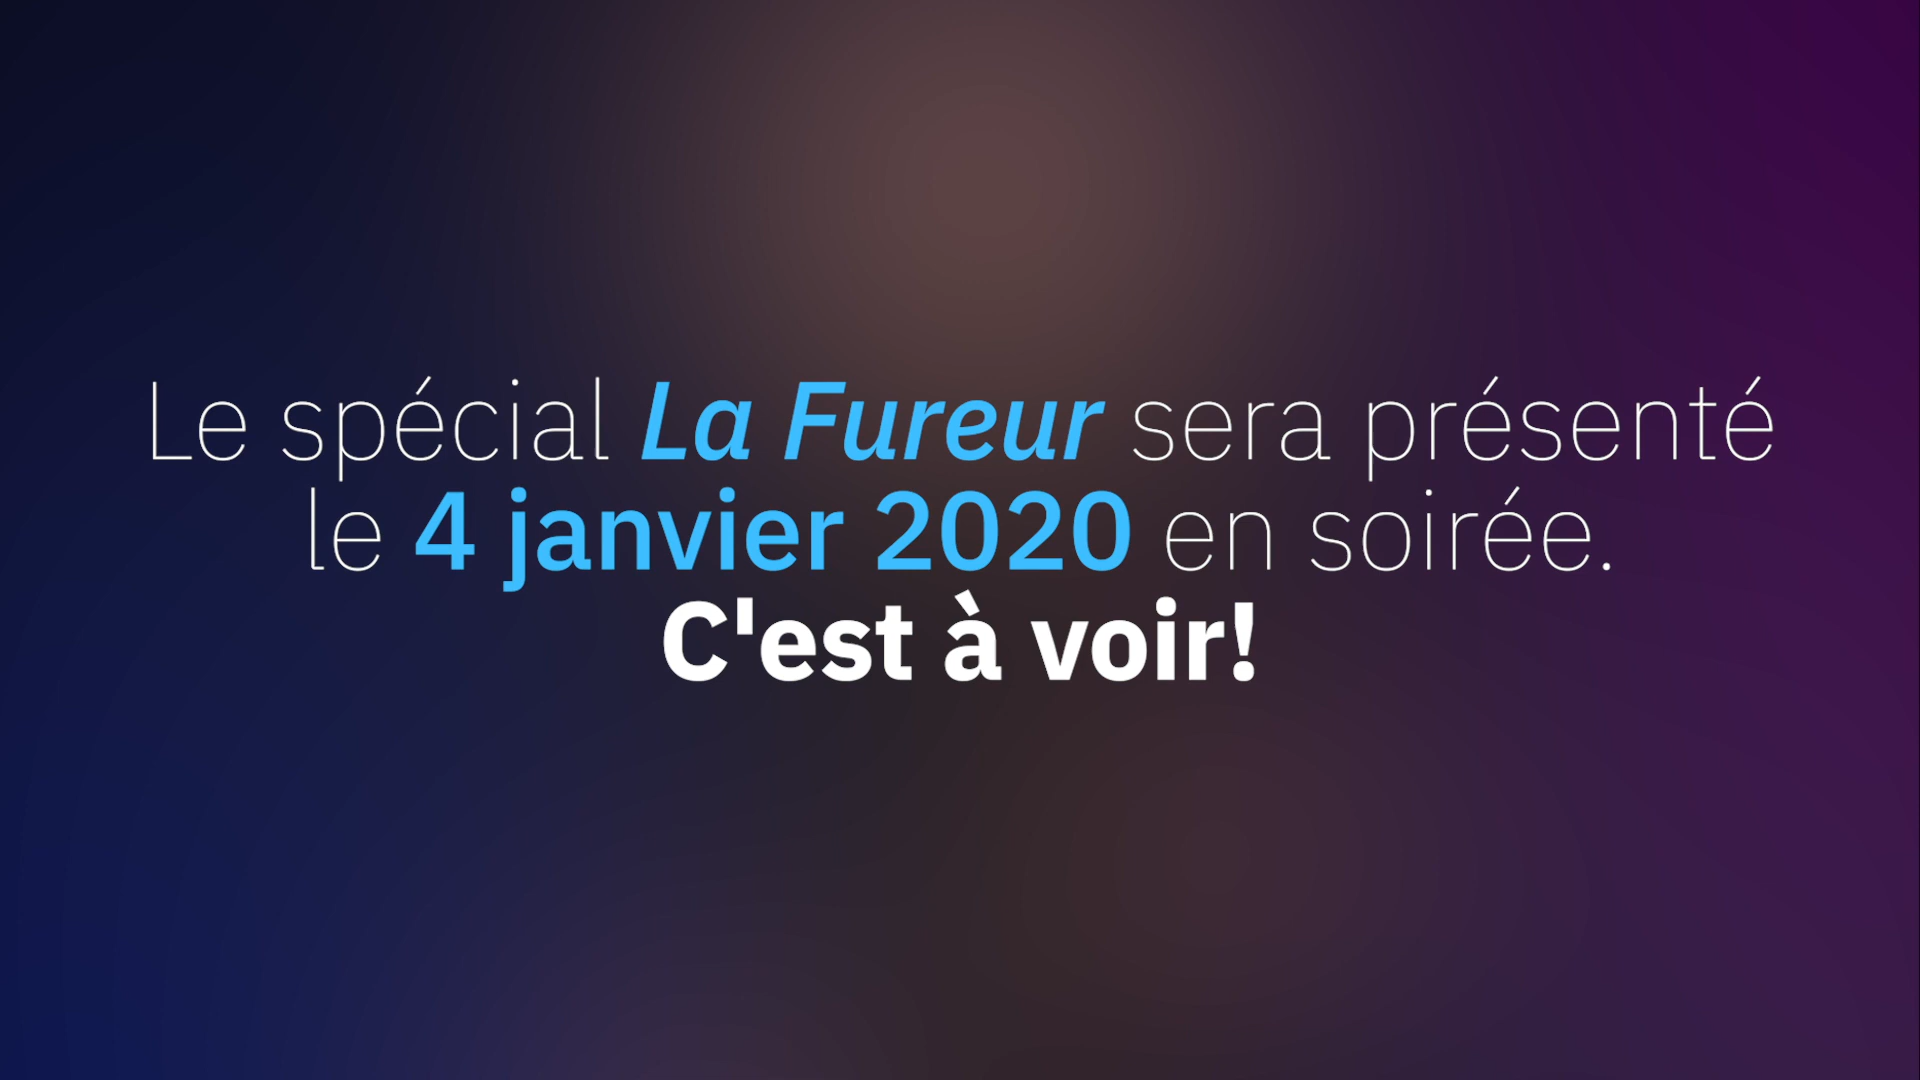 Le spécial La Fureur sera présenté
le 4 janvier 2020 en soirée.
C'est à voir!